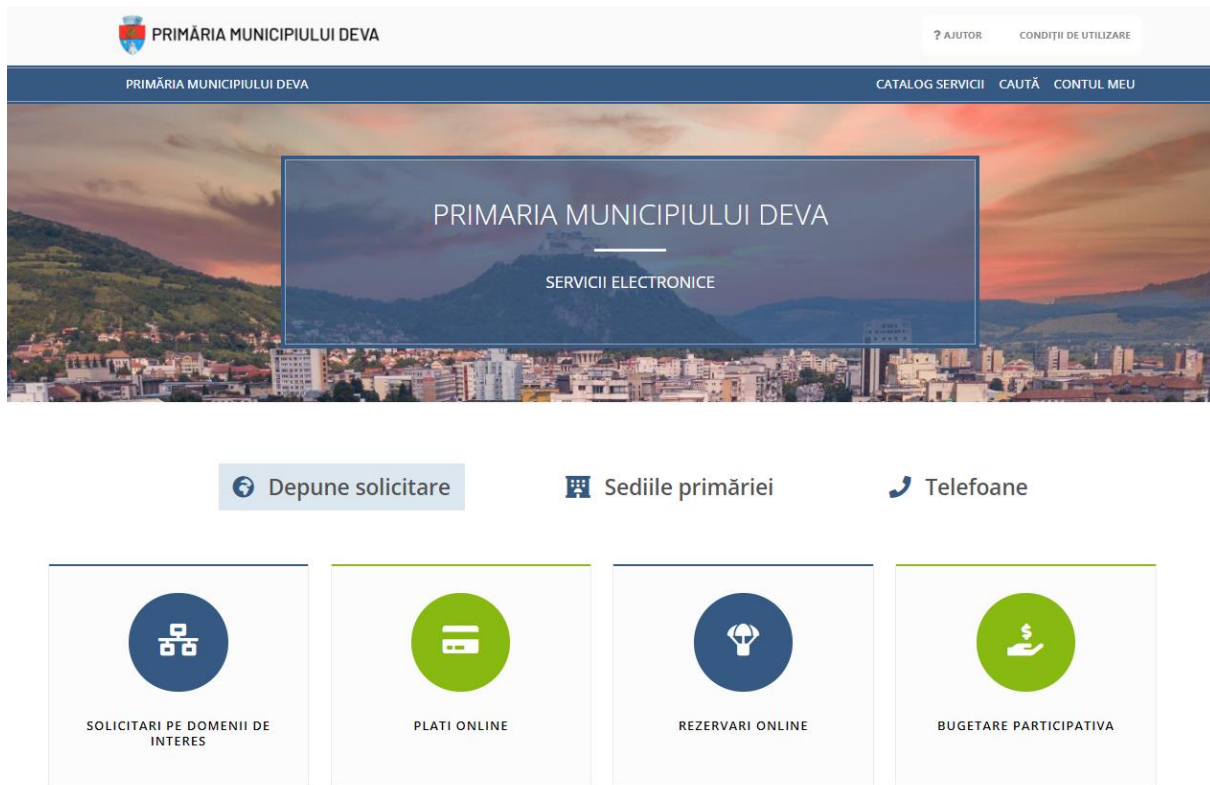 PRIMĂRIA MUNICIPIULUI DEVA
? AJUTOR CONDIȚII DE UTILIZARE
PRIMĂRIA MUNICIPIULUI DEVA
CATALOG SERVICII CAUTĂ CONTUL MEU
PRIMARIA MUNICIPIULUI DEVA
SERVICII ELECTRONICE
Depune solicitare
Sediile primăriei
Telefoane
SOLICITARI PE DOMENII DE
INTERES
PLATI ONLINE
REZERVARI ONLINE
BUGETARE PARTICIPATIVA